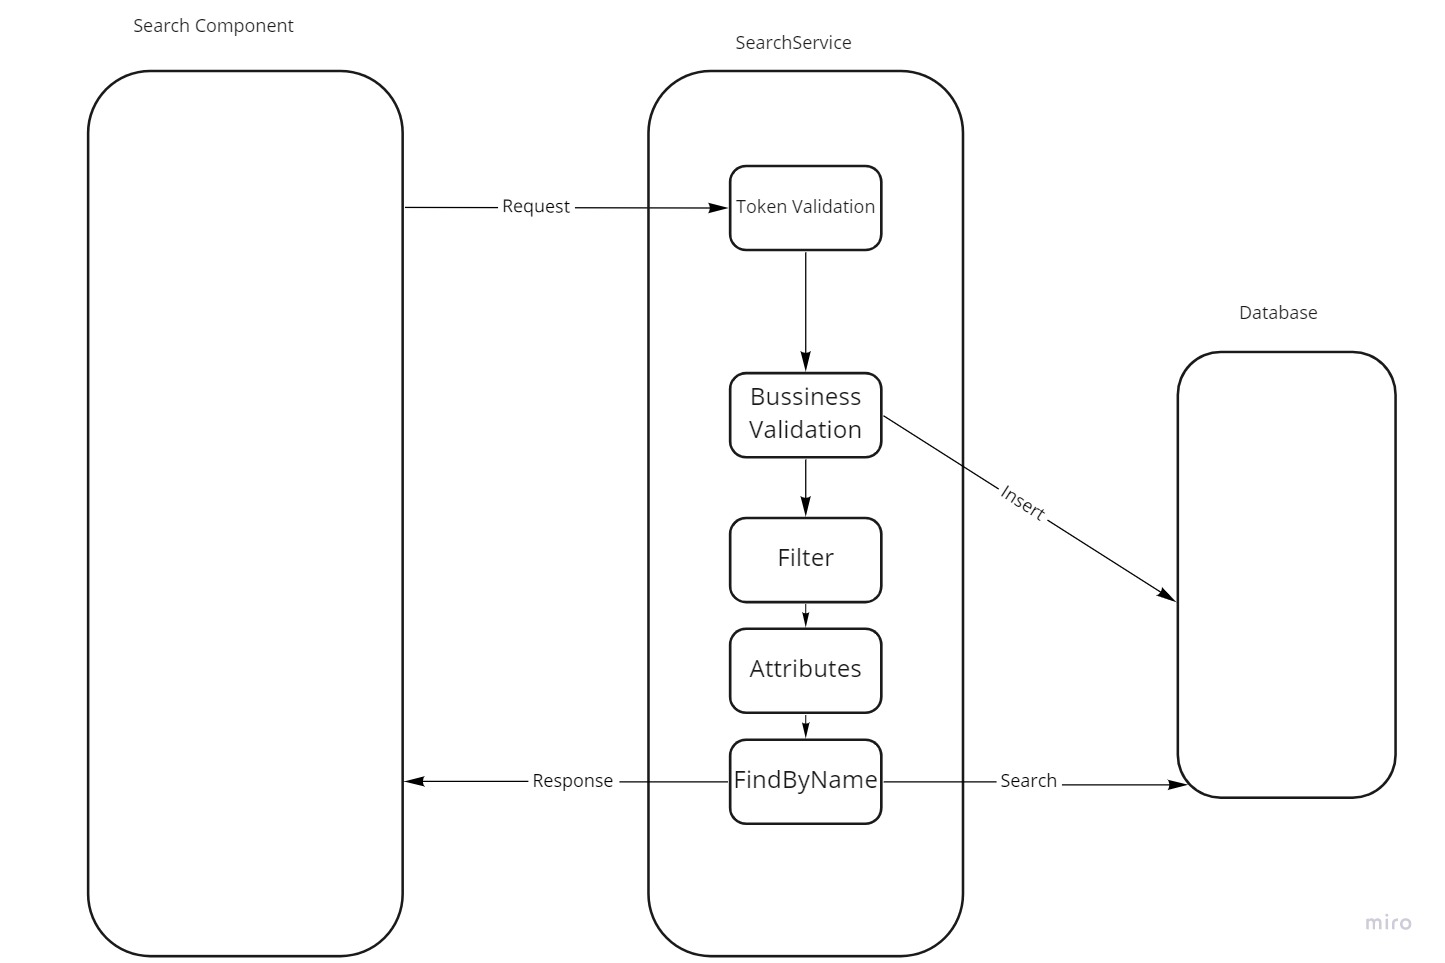 Search Component
SearchService
Request
Token Validation
Database
Bussiness
Validation
Insert
Filter
Attributes
Response
FindByName
Search
miro